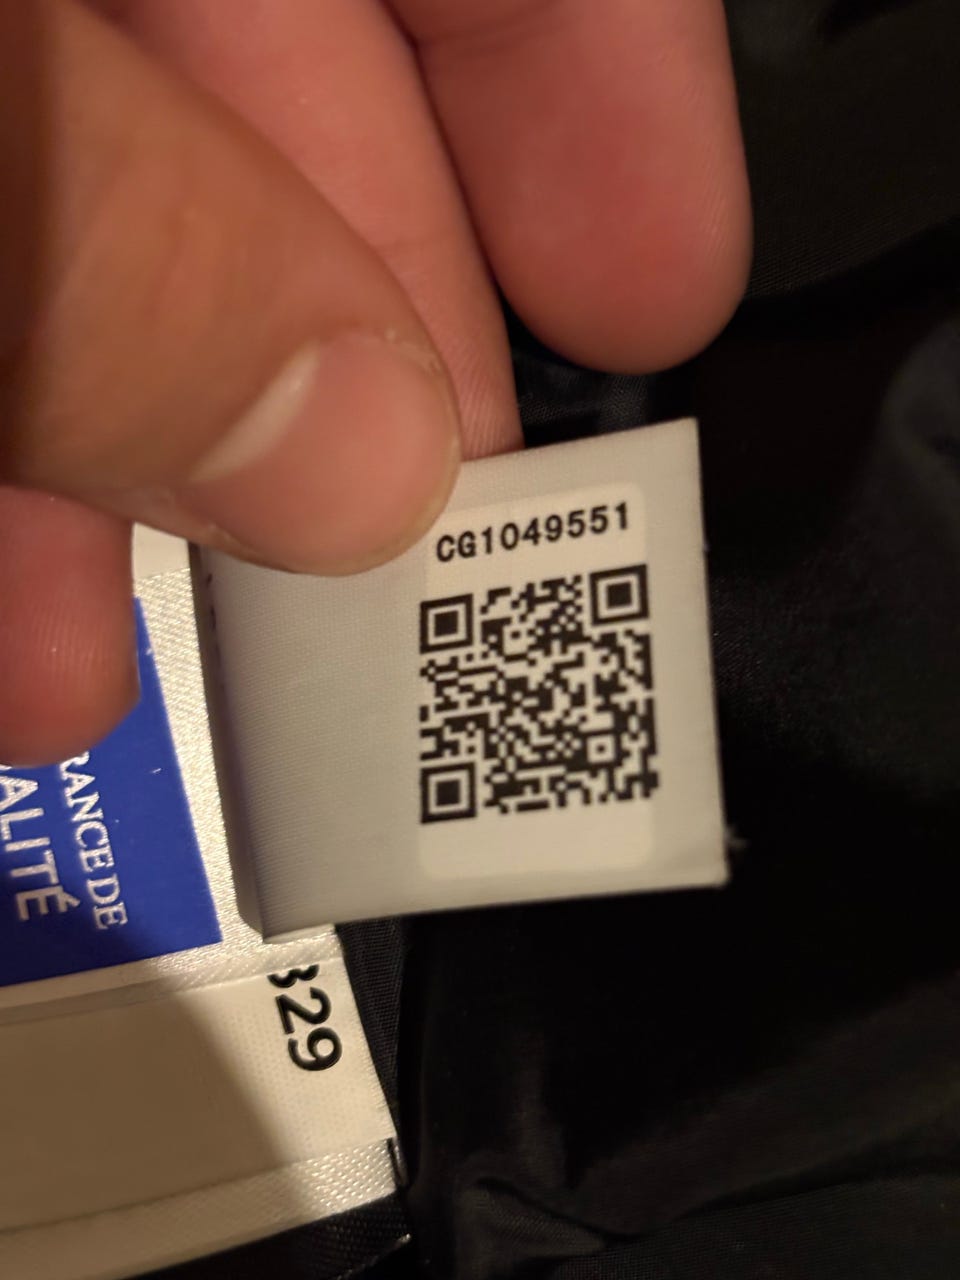 CG1049551
RANCE DE
ALITÉ
329